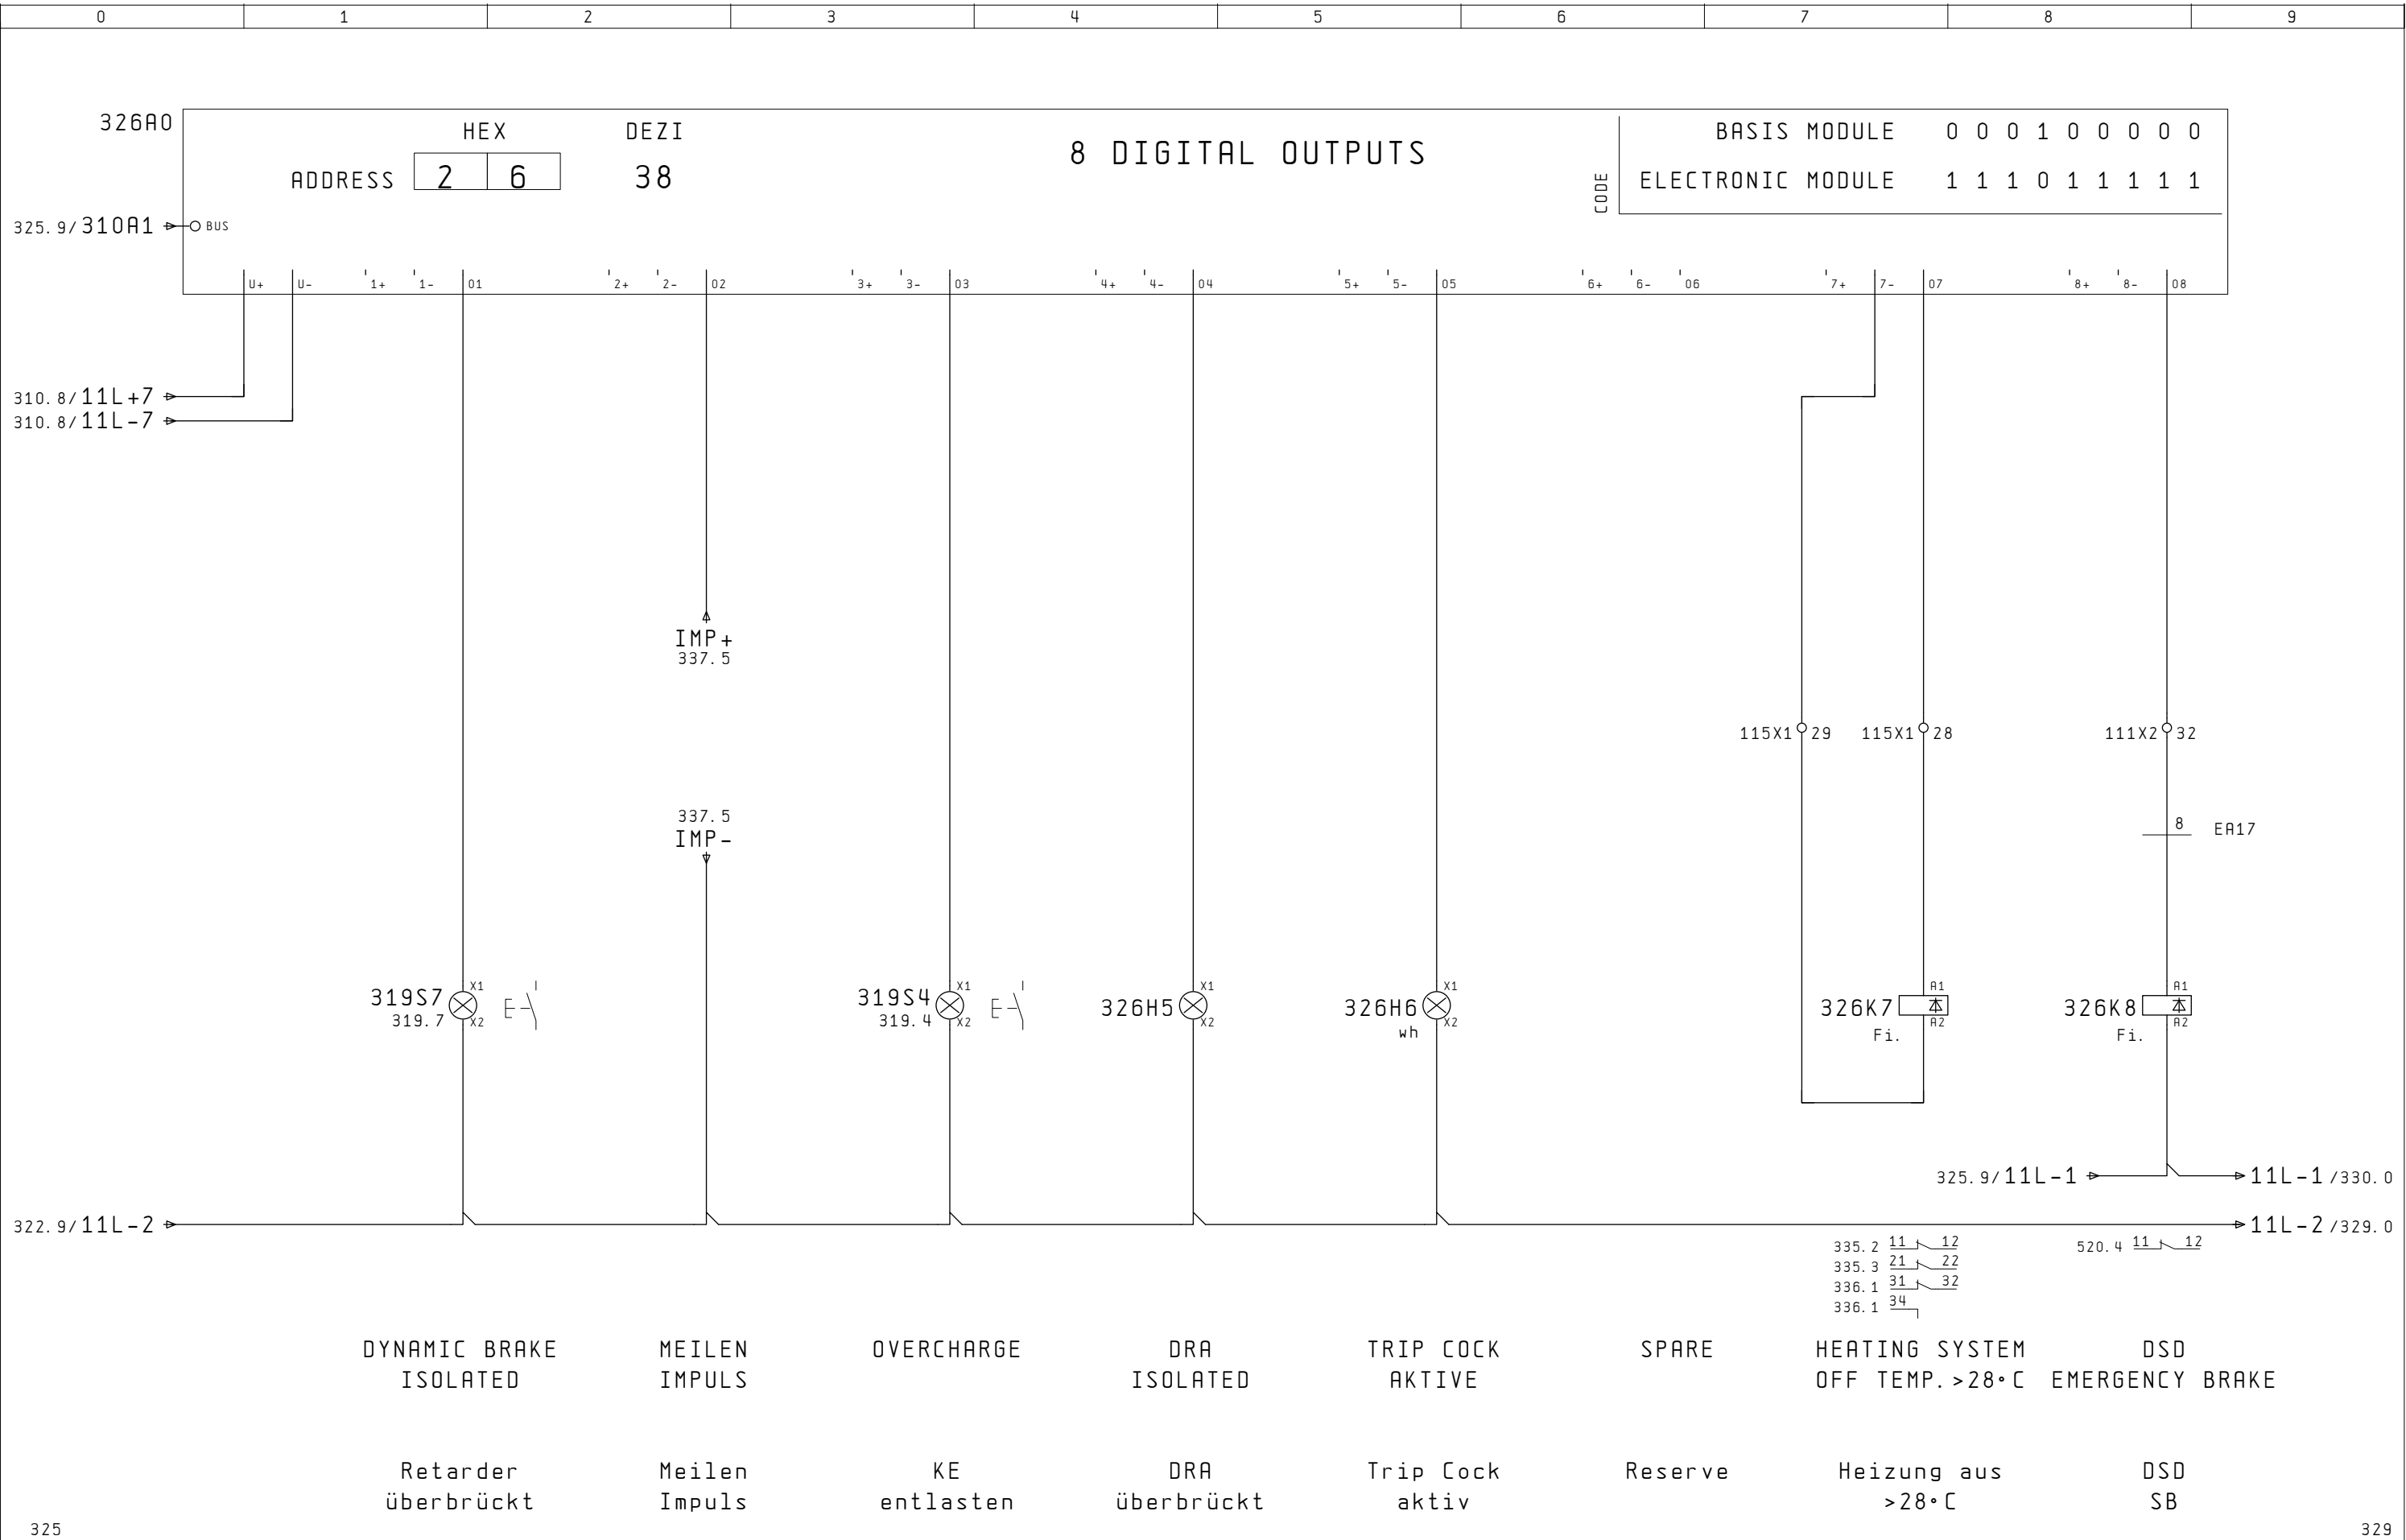 0 1 2 3 4 5 6 7 8 9
326A0
HEX DEZI
8 DIGITAL OUTPUTS
BASIS MODULE 0 0 0 1 0 0 0 0 0
ADDRESS 2 6 38
CODE
ELECTRONIC MODULE 1 1 1 0 1 1 1 1 1
325.9/310A1 BUS
U+ U- 1+ 1- 01 2+ 2- 02 3+ 3- 03 4+ 4- 04 5+ 5- 05 6+ 6- 06 7+ 7- 07 8+ 8- 08
310.8/11L+7
310.8/11L-7
IMP+
337.5
115X1 29 115X1 28 111X2 32
337.5
IMP-
8 EA17
X1 X1 X1 X1 A1 A1
319S7 319S4 326H5 326H6 326K7 326K8
319.7 X2 319.4 X2 X2 X2 A2 A2
wh Fi. Fi.
325.9/11L-1 11L-1/330.0
322.9/11L-2 11L-2/329.0
335.2 11 12 520.4 11 12
335.3 21 22
336.1 31 32
336.1 34
DYNAMIC BRAKE MEILEN OVERCHARGE DRA TRIP COCK SPARE HEATING SYSTEM DSD
ISOLATED IMPULS ISOLATED AKTIVE OFF TEMP.>28°C EMERGENCY BRAKE
Retarder Meilen KE DRA Trip Cock Reserve Heizung aus DSD
überbrückt Impuls entlasten überbrückt aktiv >28°C SB
325 329